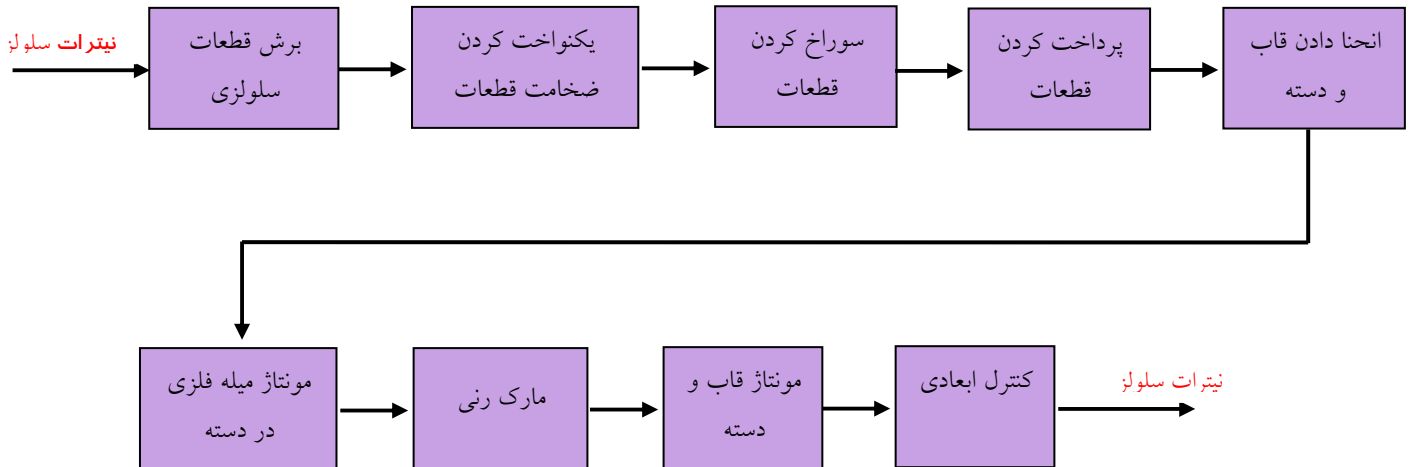 نیترات سلولز
برش قطعات
سلولزی
یکنواخت کردن
ضخامت قطعات
سوراخ کردن
قطعات
پرداخت کردن
قطعات
انحنا دادن قاب
و دسته
مونتاژ میله فلزی
در دسته
مارک رنی
مونتاژ قاب و
دسته
کنترل ابعادی
نیترات سلولز